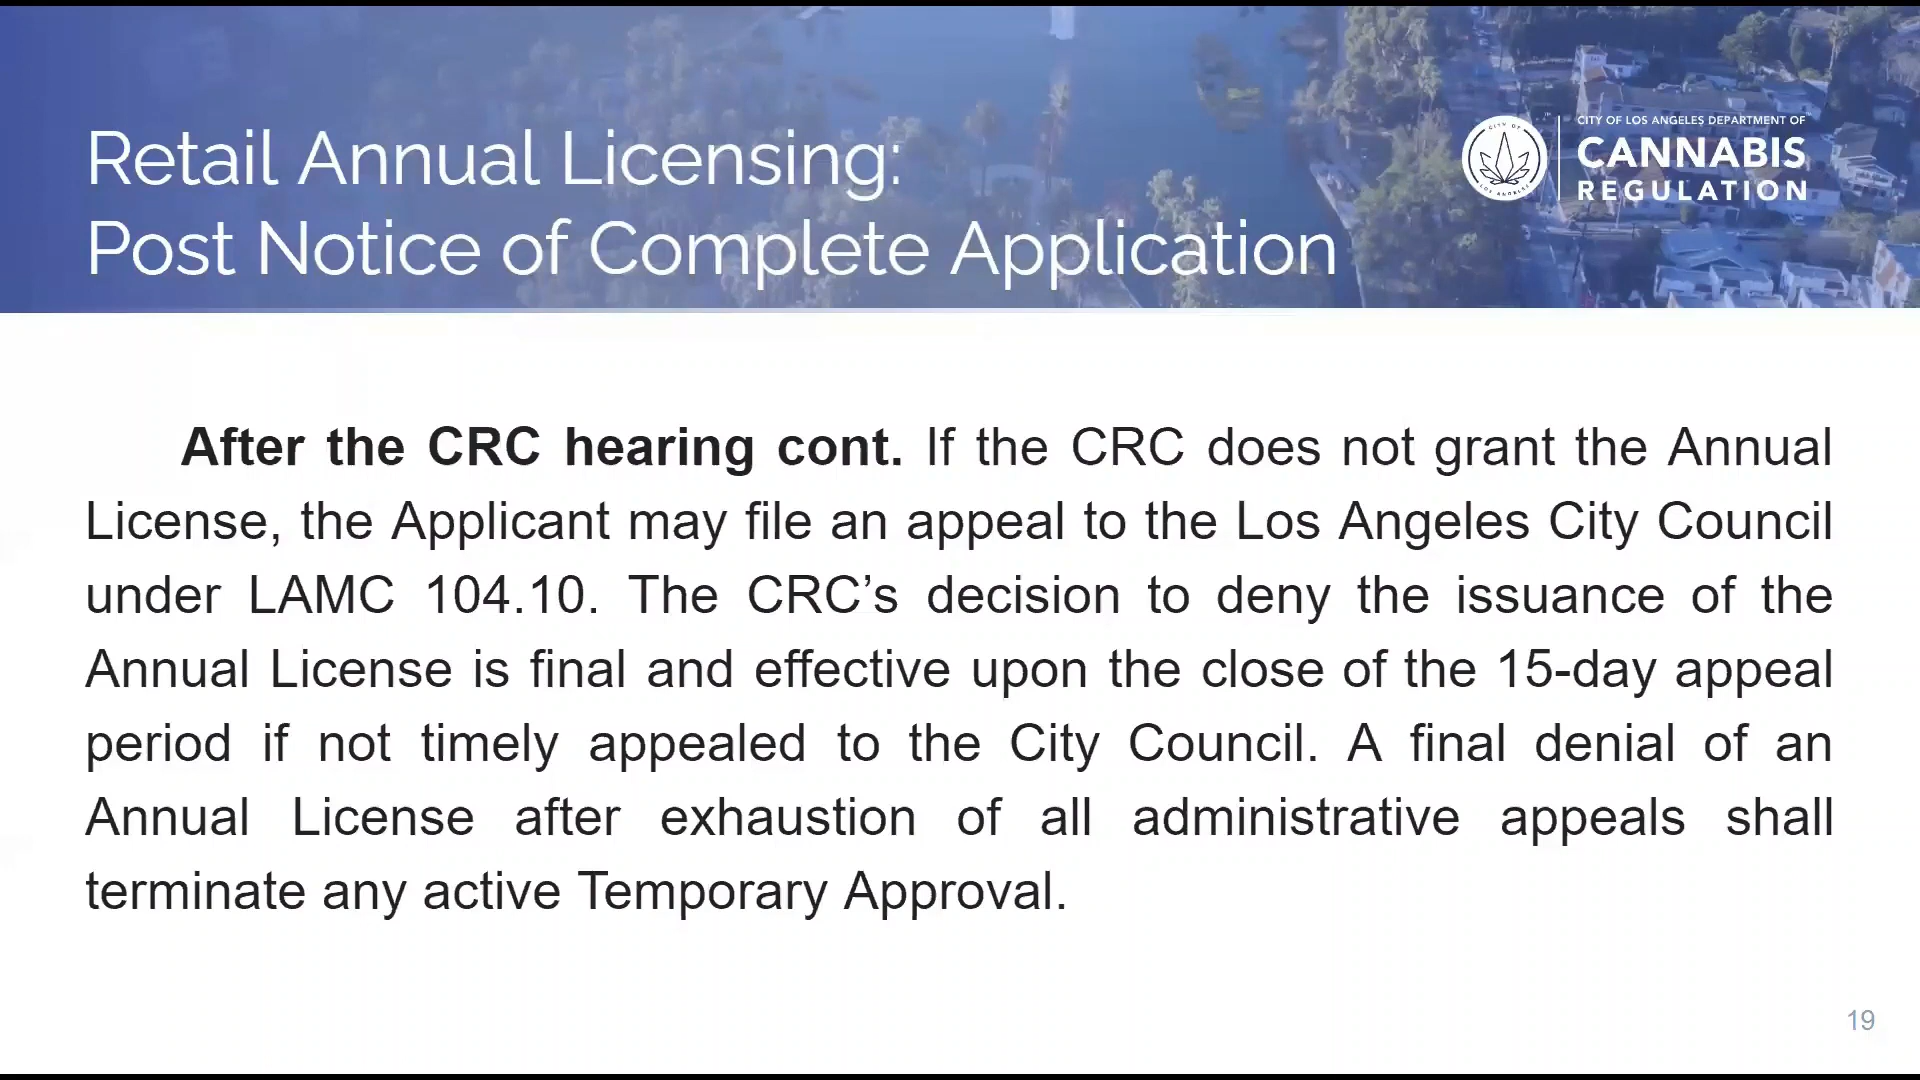 Retail Annual Licensing:
Post Notice of Complete Application
CITY OF LOS ANGELES DEPARTMENT OF
CANNABIS
REGULATION
CITY OF
LOS ANGELES
After the CRC hearing cont. If the CRC does not grant the Annual
License, the Applicant may file an appeal to the Los Angeles City Council
under LAMC 104.10. The CRC’s decision to deny the issuance of the
Annual License is final and effective upon the close of the 15-day appeal
period if not timely appealed to the City Council. A final denial of an
Annual License after exhaustion of all administrative appeals shall
terminate any active Temporary Approval.
19